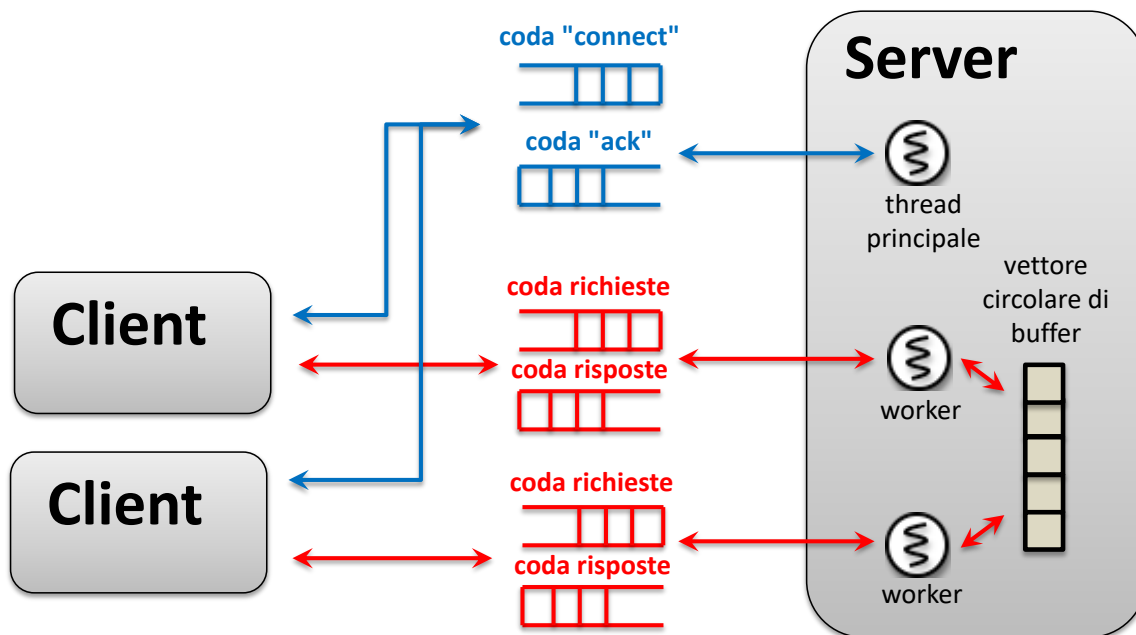 coda "connect"
coda "ack"
Server
thread
principale
vettore
circolare di
buffer
Client
coda richieste
coda risposte
worker
Client
coda richieste
coda risposte
worker